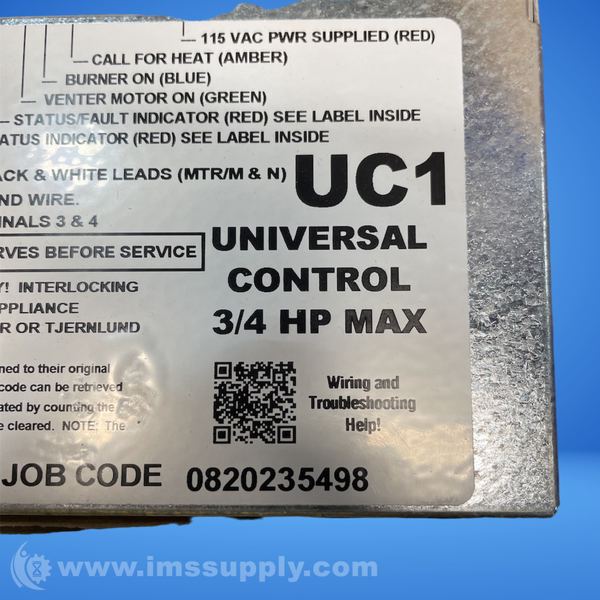 115 VAC PWR SUPPLIED (RED)
CALL FOR HEAT (AMBER)
BURNER ON (BLUE)
VENTER MOTOR ON (GREEN)
STATUS/FAULT INDICATOR (RED) SEE LABEL INSIDE
ATUS INDICATOR (RED) SEE LABEL INSIDE
ACK & WHITE LEADS (MTR/M & N)
ND WIRE.
INALS 3 & 4
RVES BEFORE SERVICE
Y! INTERLOCKING
PPLIANCE
R OR TJERNLUND
UC1
UNIVERSAL
CONTROL
3/4 HP MAX
ned to their original
code can be retrieved
ated by counting the
e cleared. NOTE: The
Wiring and
Troubleshooting
Help!
JOB CODE 0820235498
www.imssupply.com